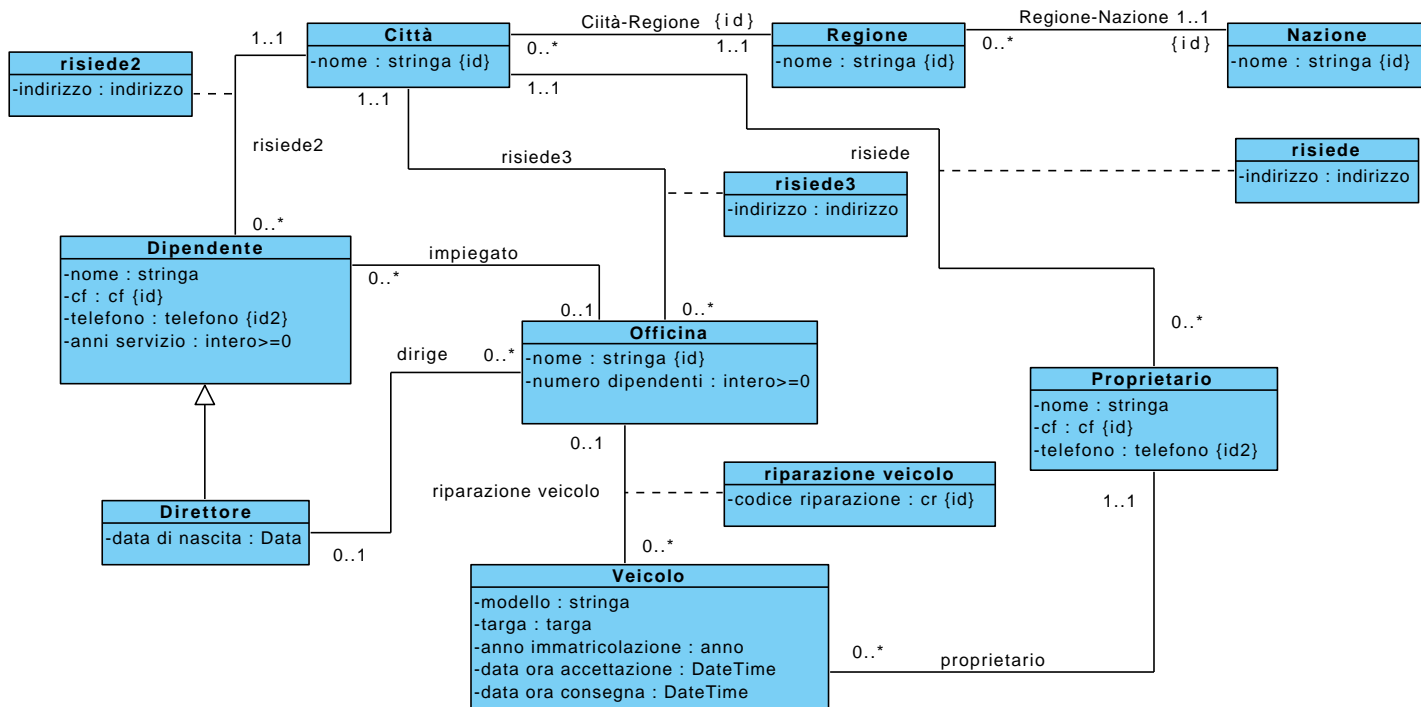 Ciità-Regione
{id}
Regione-Nazione 1..1
1..1
Città
0..*
1..1
Regione
0..*
{id}
Nazione
risiede2
-nome : stringa {id}
-nome : stringa {id}
-nome : stringa {id}
-indirizzo : indirizzo
1..1
1..1
risiede2
risiede3
risiede
risiede
-indirizzo : indirizzo
risiede3
-indirizzo : indirizzo
0..*
Dipendente
-nome : stringa
-cf : cf {id}
-telefono : telefono {id2}
-anni servizio : intero>=0
impiegato
0..*
0..1
0..*
Officina
-nome : stringa {id}
-numero dipendenti : intero>=0
dirige
0..*
0..*
Proprietario
-nome : stringa
-cf : cf {id}
-telefono : telefono {id2}
0..1
riparazione veicolo
riparazione veicolo
-codice riparazione : cr {id}
1..1
Direttore
-data di nascita : Data
0..1
0..*
Veicolo
-modello : stringa
-targa : targa
-anno immatricolazione : anno
-data ora accettazione : DateTime
-data ora consegna : DateTime
0..*
proprietario